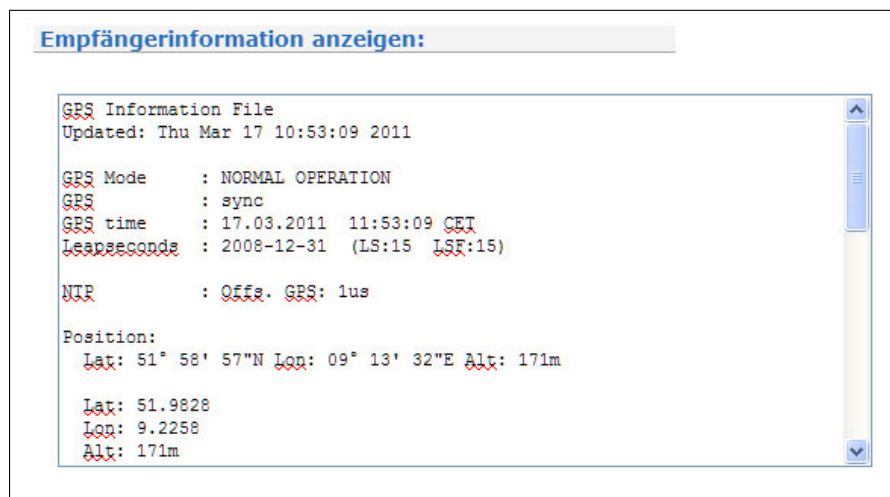 Empfängerinformation anzeigen:
GPS Information File
Updated: Thu Mar 17 10:53:09 2011
GPS Mode : NORMAL OPERATION
GPS : sync
GPS time : 17.03.2011 11:53:09 CET
Leapseconds : 2008-12-31 (LS:15 LSF:15)
NTP : Offs. GPS: 1us
Position:
Lat: 51° 58' 57"N Lon: 09° 13' 32"E Alt: 171m
Lat: 51.9828
Lon: 9.2258
Alt: 171m